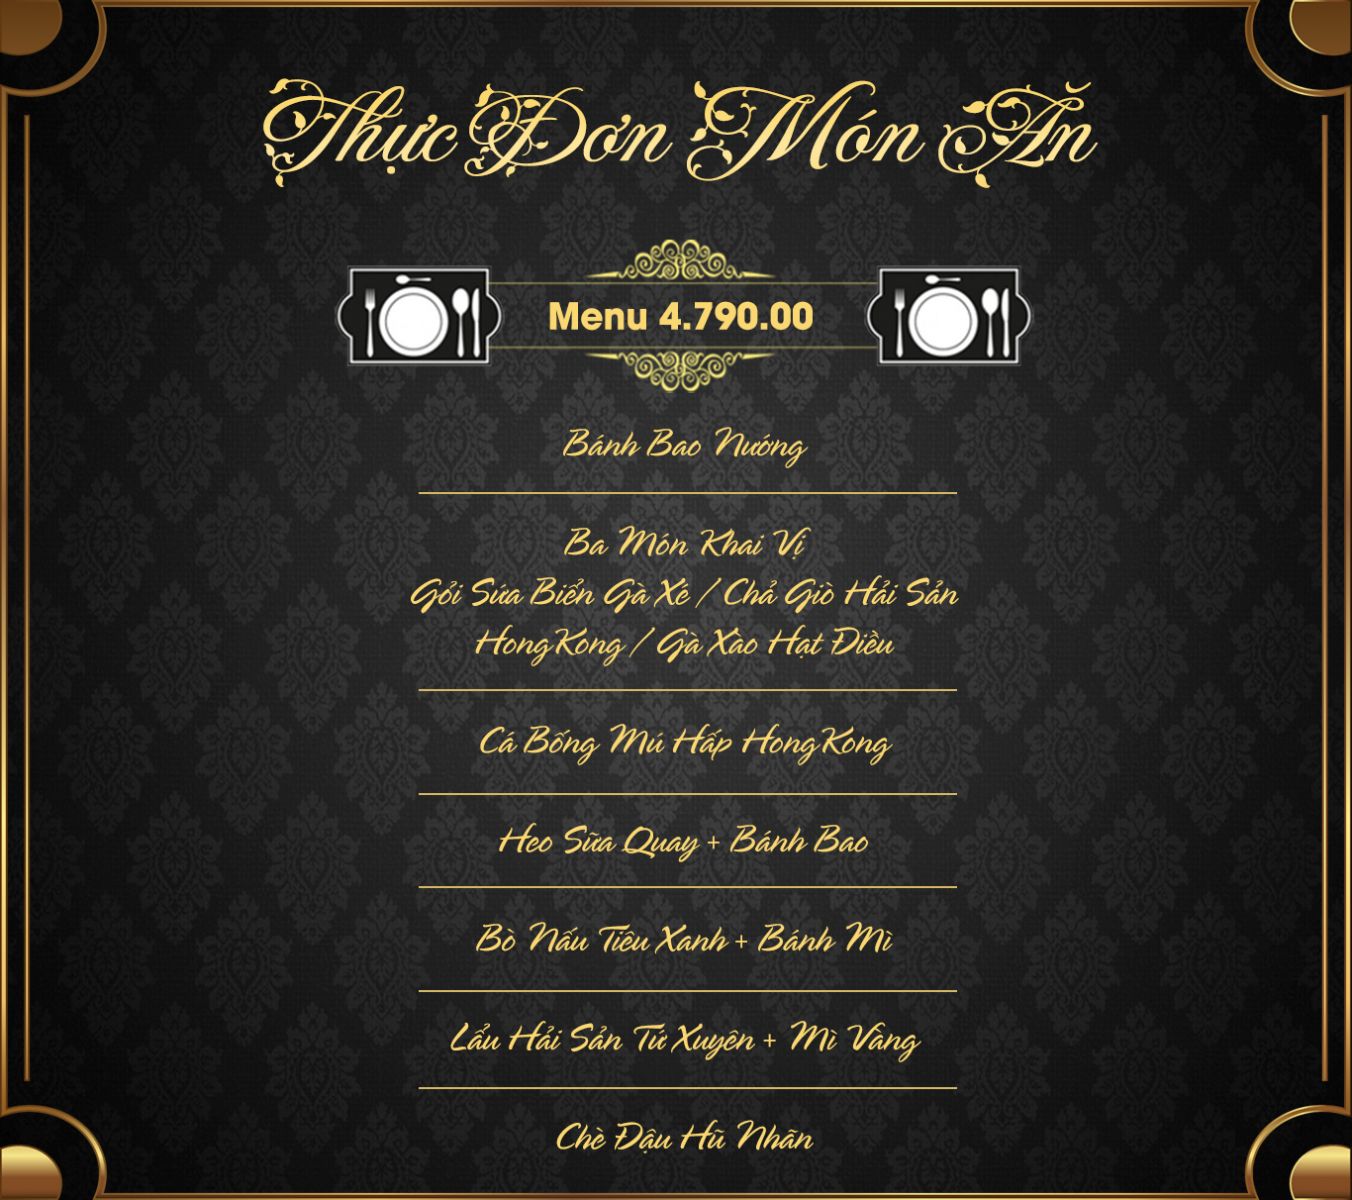 Thực Đơn Món Ăn
Menu 4.790.00
Bánh Bao Nướng
Ba Món Khai Vị
Gỏi Sứa Biển Gà Xé / Chả Giò Hải Sản
HongKong / Gà Xào Hạt Điều
Cá Bống Mú Hấp HongKong
Heo Sữa Quay + Bánh Bao
Bò Nấu Tiêu Xanh + Bánh Mì
Lẩu Hải Sản Tứ Xuyên + Mì Vàng
Chè Đậu Hũ Nhãn